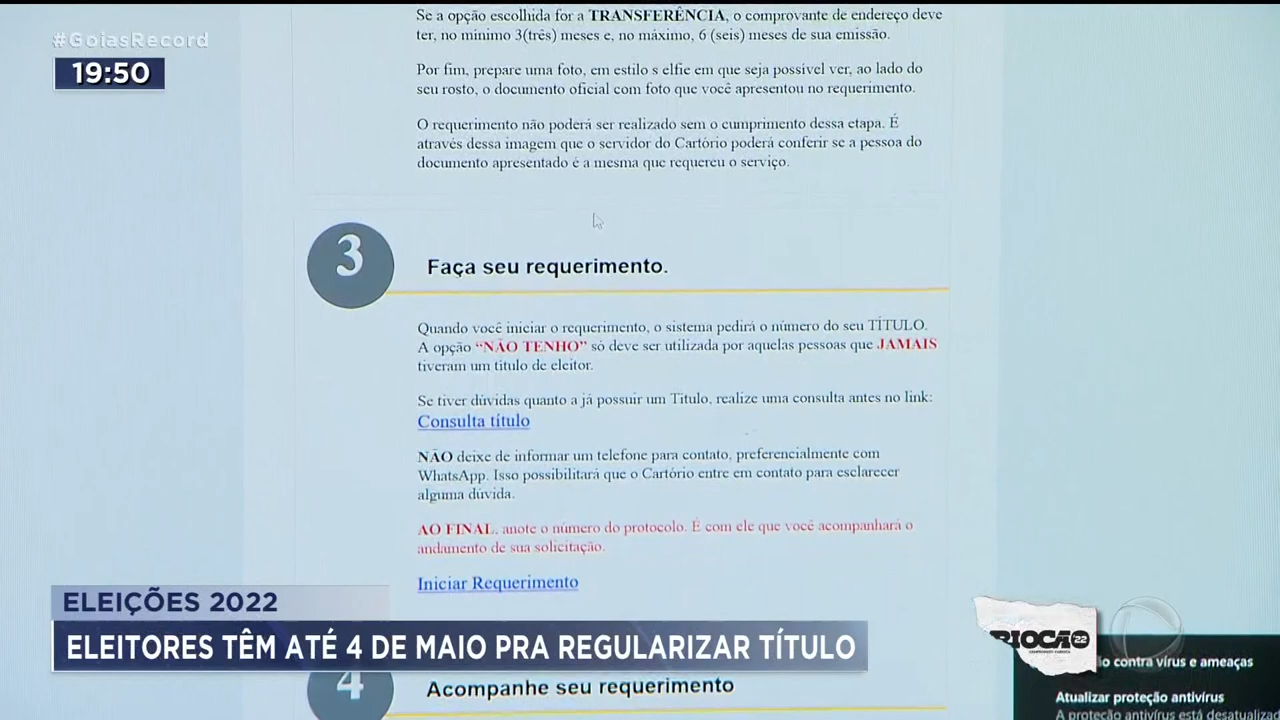 #GoiasRecord
19:50
Se a opção escolhida for a TRANSFERÊNCIA, o comprovante de endereço deve
ter, no mínimo 3(três) meses e, no máximo, 6 (seis) meses de sua emissão.
Por fim, prepare uma foto, em estilo s elfie em que seja possível ver, ao lado do
seu rosto, o documento oficial com foto que você apresentou no requerimento.
O requerimento não poderá ser realizado sem o cumprimento dessa etapa. É
através dessa imagem que o servidor do Cartório poderá conferir se a pessoa do
documento apresentado é a mesma que requereu o serviço.
3
Faça seu requerimento.
Quando você iniciar o requerimento, o sistema pedirá o número do seu TÍTULO.
A opção “NÃO TENHO” só deve ser utilizada por aquelas pessoas que JAMAIS
tiveram um titulo de eleitor.
Se tiver dúvidas quanto a já possuir um Titulo, realize uma consulta antes no link:
Consulta título
NÃO deixe de informar um telefone para contato, preferencialmente com
WhatsApp. Isso possibilitará que o Cartório entre em contato para esclarecer
alguma dúvida.
AO FINAL, anote o número do protocolo. É com ele que você acompanhará o
andamento de sua solicitação.
Iniciar Requerimento
ELEIÇÕES 2022
ELEITORES TÊM ATÉ 4 DE MAIO PRA REGULARIZAR TÍTULO
4
Acompanhe seu requerimento
RIOCA 22
contra vírus e ameaças
Atualizar proteção antivírus
A proteção antivírus está desatualizad